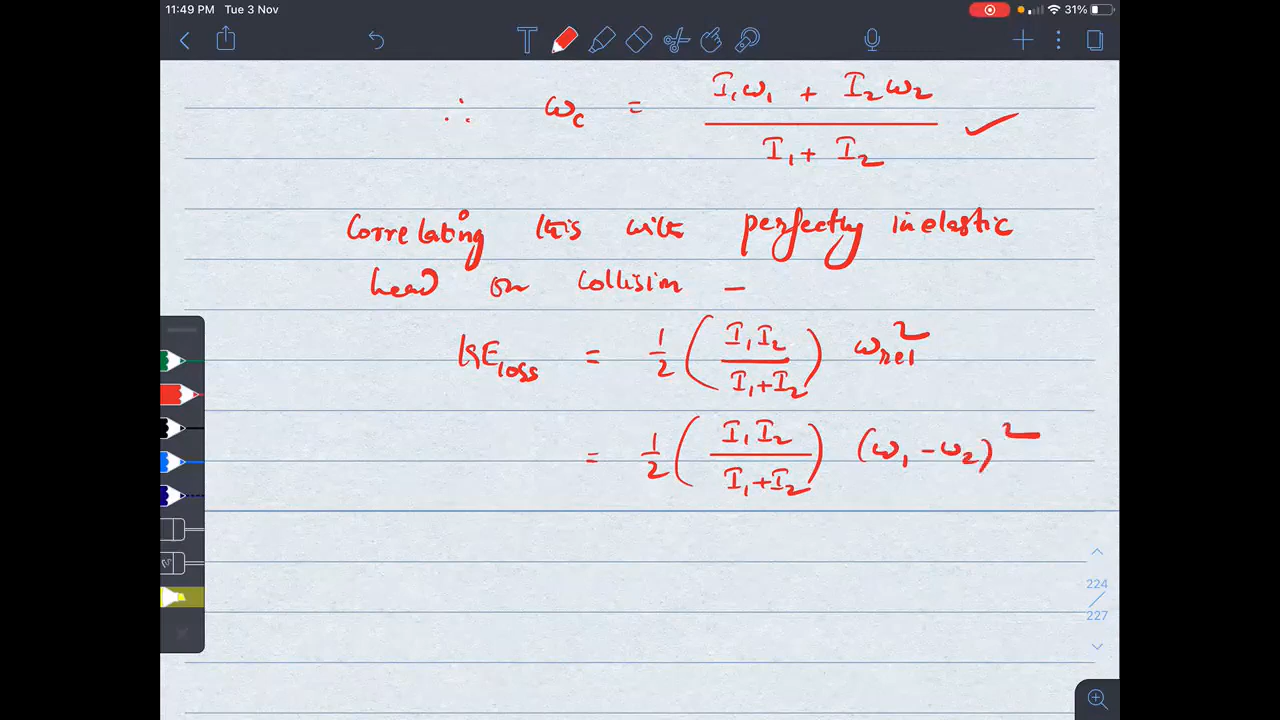 11:49 PM Tue 3 Nov 31%
∴ ω_c = (I₁ω₁ + I₂ω₂) / (I₁ + I₂) ✓
Correlating this with perfectly inelastic
head on collision –
KE_loss = 1/2 (I₁I₂ / (I₁+I₂)) ω_rel²
= 1/2 (I₁I₂ / (I₁+I₂)) (ω₁ – ω₂)²
224
/
227